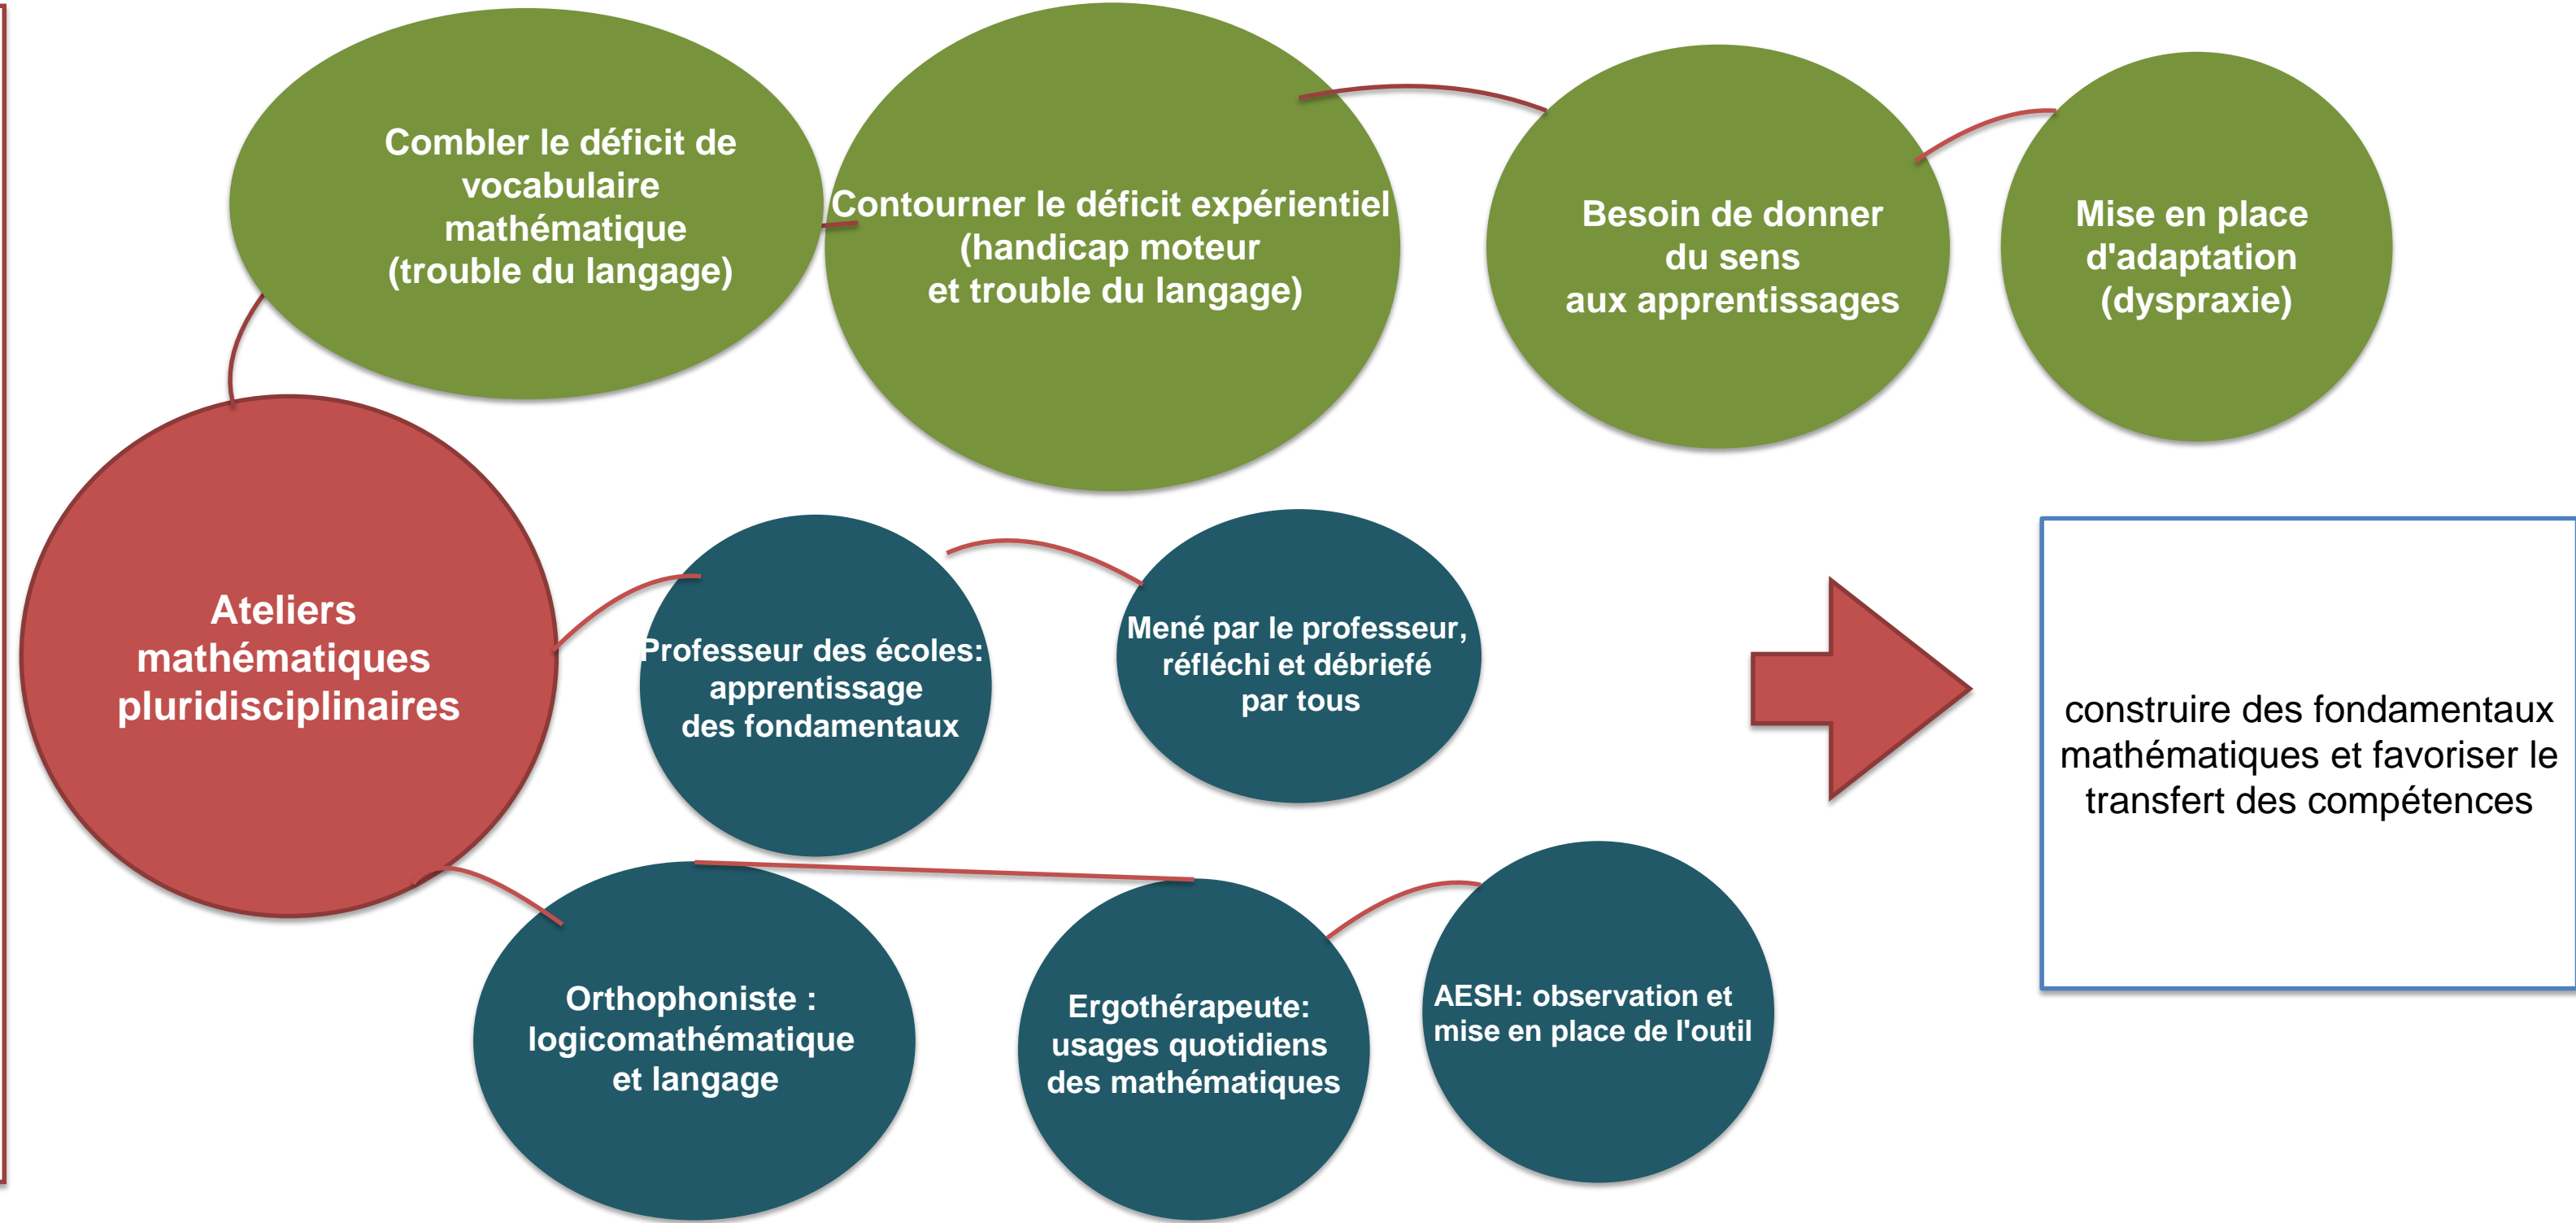 Combler le déficit de
vocabulaire
mathématique
(trouble du langage)
Contourner le déficit expérientiel
(handicap moteur
et trouble du langage)
Besoin de donner
du sens
aux apprentissages
Mise en place
d'adaptation
(dyspraxie)
Ateliers
mathématiques
pluridisciplinaires
Professeur des écoles:
apprentissage
des fondamentaux
Mené par le professeur,
réfléchi et débriefé
par tous
construire des fondamentaux
mathématiques et favoriser le
transfert des compétences
Orthophoniste :
logicomathématique
et langage
Ergothérapeute:
usages quotidiens
des mathématiques
AESH: observation et
mise en place de l'outil